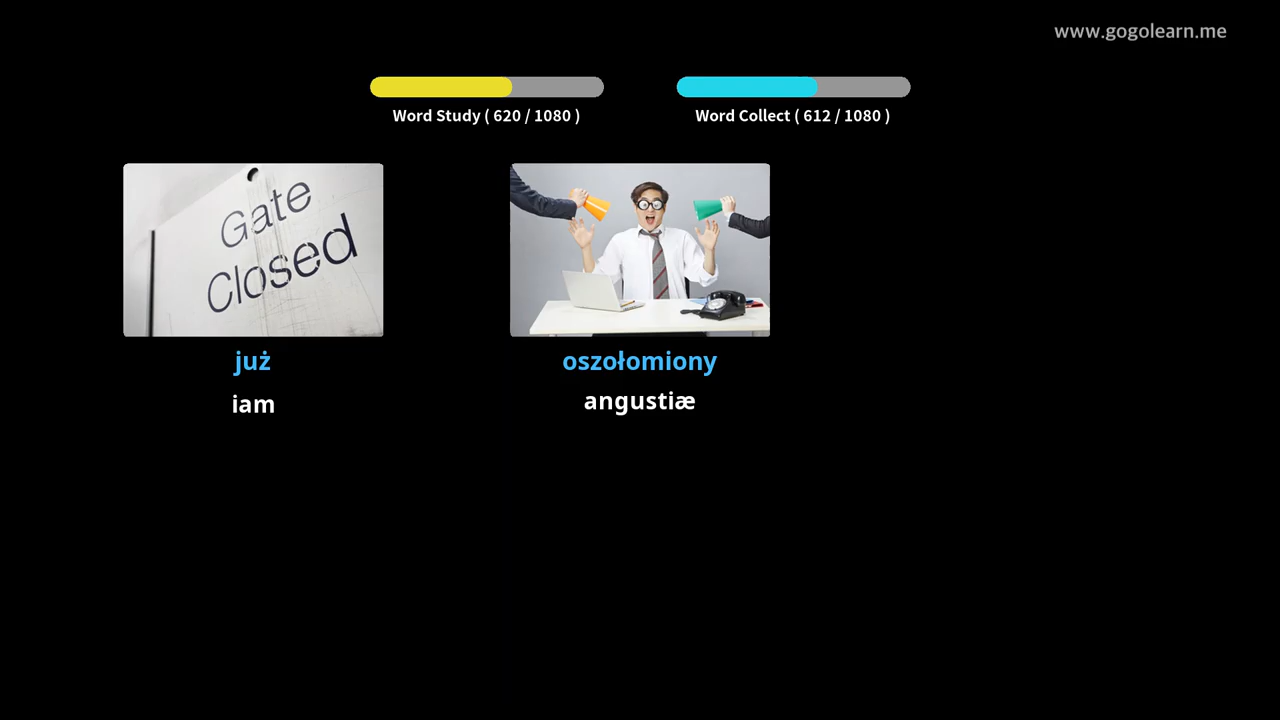 www.gogolearn.me
Word Study ( 620 / 1080 )
Word Collect ( 612 / 1080 )
Gate
Closed
już
iam
oszołomiony
angustiæ